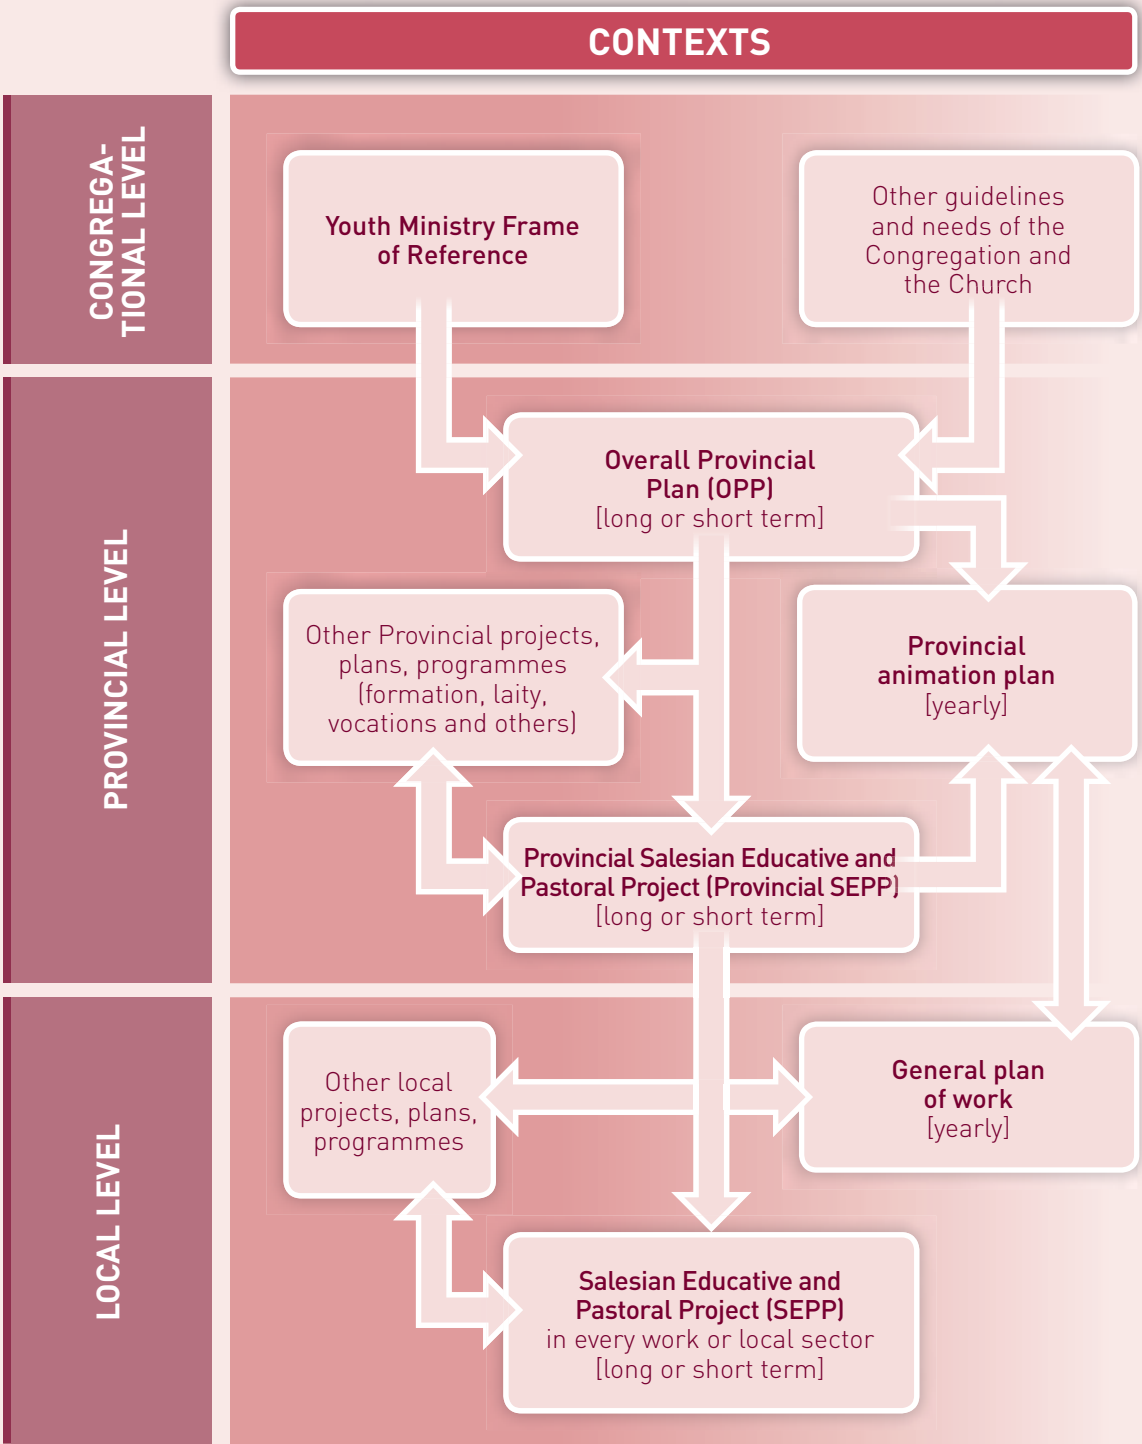 CONTEXTS
CONGREGA-
TIONAL LEVEL
Youth Ministry Frame
of Reference
Other guidelines
and needs of the
Congregation and
the Church
PROVINCIAL LEVEL
Overall Provincial
Plan (OPP)
[long or short term]
Other Provincial projects,
plans, programmes
(formation, laity,
vocations and others)
Provincial
animation plan
[yearly]
Provincial Salesian Educative and
Pastoral Project (Provincial SEPP)
[long or short term]
LOCAL LEVEL
Other local
projects, plans,
programmes
General plan
of work
[yearly]
Salesian Educative and
Pastoral Project (SEPP)
in every work or local sector
[long or short term]